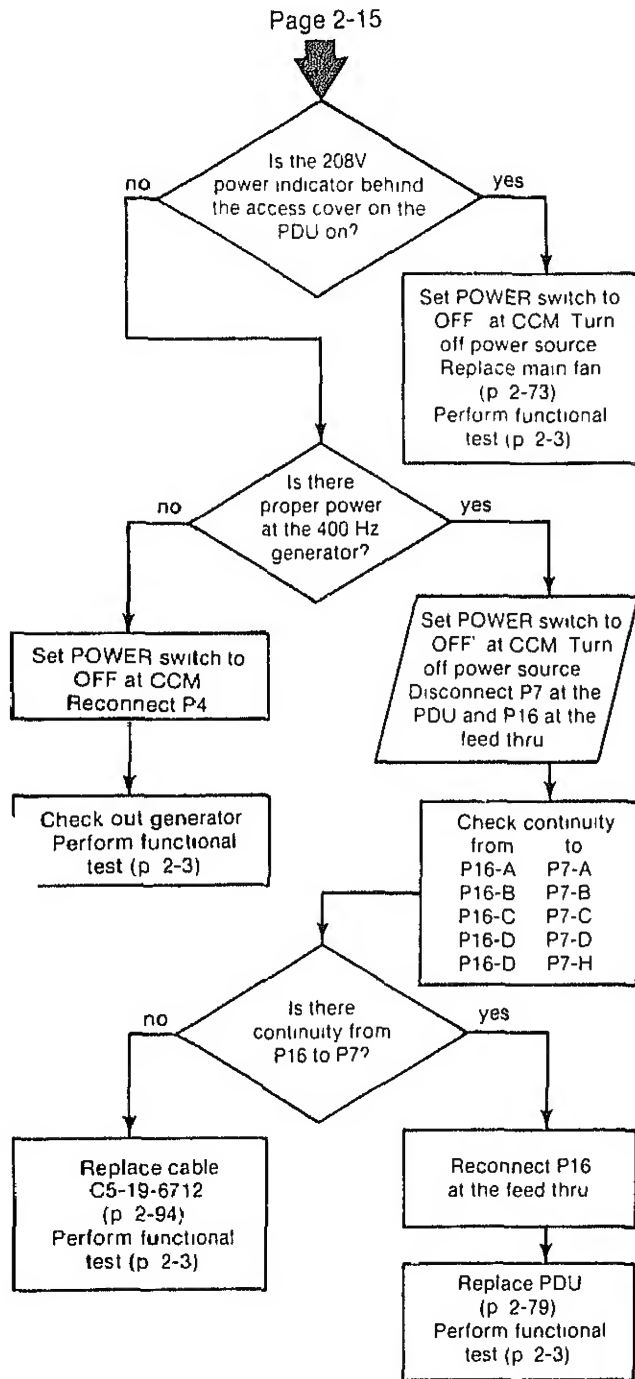 Page 2-15
Is the 208V
power indicator behind
the access cover on the
PDU on?
no
yes
Set POWER switch to
OFF at CCM Turn
off power source
Replace main fan
(p 2-73)
Perform functional
test (p 2-3)
Is there
proper power
at the 400 Hz
generator?
no
yes
Set POWER switch to
OFF at CCM
Reconnect P4
Check out generator
Perform functional
test (p 2-3)
Set POWER switch to
OFF' at CCM Turn
off power source
Disconnect P7 at the
PDU and P16 at the
feed thru
Check continuity
from to
P16-A P7-A
P16-B P7-B
P16-C P7-C
P16-D P7-D
P16-D P7-H
Is there
continuity from
P16 to P7?
no
yes
Replace cable
C5-19-6712
(p 2-94)
Perform functional
test (p 2-3)
Reconnect P16
at the feed thru
Replace PDU
(p 2-79)
Perform functional
test (p 2-3)